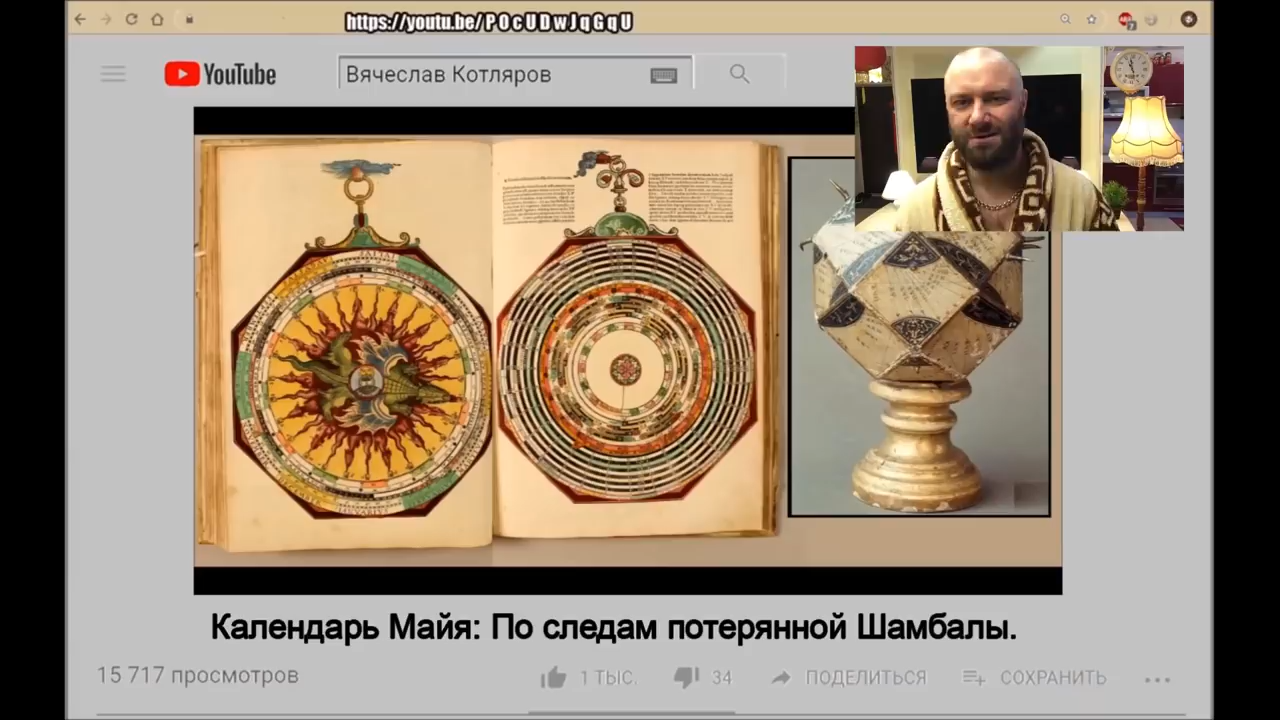 https://youtu.be/POcUDwJqGqU
YouTube
Вячеслав Котляров
Календарь Майя: По следам потерянной Шамбалы.
15 717 просмотров
1 ТЫС.
34
ПОДЕЛИТЬСЯ
СОХРАНИТЬ